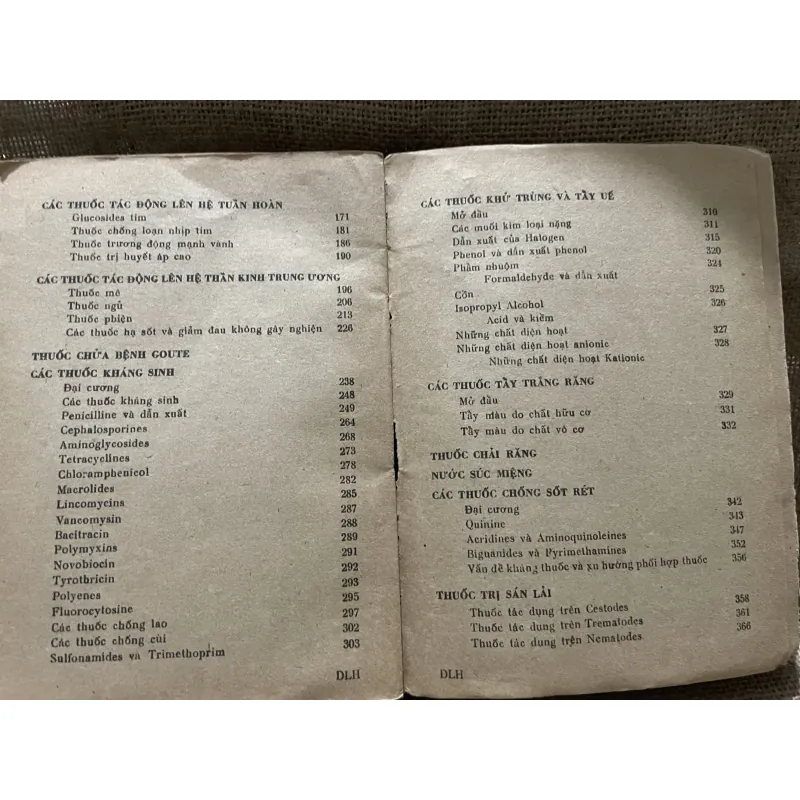 CÁC THUỐC TÁC ĐỘNG LÊN HỆ TUẦN HOÀN
Glucosides tim 171
Thuốc chống loạn nhịp tim 181
Thuốc trương động mạnh vành 186
Thuốc trị huyết áp cao 190
CÁC THUỐC TÁC ĐỘNG LÊN HỆ THẦN KINH TRUNG ƯƠNG
Thuốc mê 196
Thuốc ngủ 206
Thuốc phiện 213
Các thuốc hạ sốt và giảm đau không gây nghiện 226
THUỐC CHỮA BỆNH GOUTE
CÁC THUỐC KHÁNG SINH
Đại cương 238
Các thuốc kháng sinh 248
Penicilline và dẫn xuất 249
Cephalosporines 264
Aminoglycosides 268
Tetracyclines 273
Chloramphenicol 278
Macrolides 282
Lincomycins 285
Vancomysin 287
Bacitracin 288
Polymyxins 289
Novobiocin 291
Tyrothricin 292
Polyenes 293
Fluorocytosine 295
Các thuốc chống lao 297
Các thuốc chống cùi 302
Sulfonamides và Trimethoprim 303
DLH
CÁC THUỐC KHỬ TRÙNG VÀ TẨY UẾ
Mở đầu 310
Các muối kim loại nặng 311
Dẫn xuất của Halogen 315
Phenol và dẫn xuất phenol 320
Phẩm nhuộm 324
Formaldehyde và dẫn xuất
Cồn 325
Isopropyl Alcohol 326
Acid và kiềm
Những chất diện hoạt 327
Những chất diện hoạt anionic 328
Những chất diện hoạt Kationic
CÁC THUỐC TẨY TRẮNG RĂNG
Mở đầu 329
Tẩy màu do chất hữu cơ 331
Tẩy màu do chất vô cơ 332
THUỐC CHẢI RĂNG
NƯỚC SÚC MIỆNG
CÁC THUỐC CHỐNG SỐT RÉT
Đại cương 342
Quinine 343
Acridines và Aminoquinoleines 347
Biguanides và Pyrimethamines 352
Vấn đề kháng thuốc và xu hướng phối hợp thuốc 356
THUỐC TRỊ SÁN LẢI
Thuốc tác dụng trên Cestodes 358
Thuốc tác dung trên Trematodes 361
Thuốc tác dung trên Nematodes 366
DLH